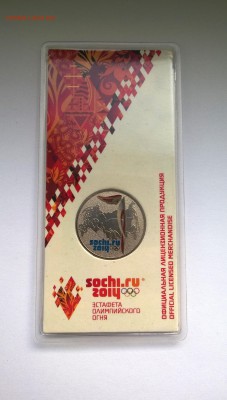 sochi.ru
2014
sochi.ru
2014
ЭСТАФЕТА
ОЛИМПИЙСКОГО
ОГНЯ
ОФИЦИАЛЬНАЯ ЛИЦЕНЗИОННАЯ ПРОДУКЦИЯ
OFFICIAL LICENSED MERCHANDISE